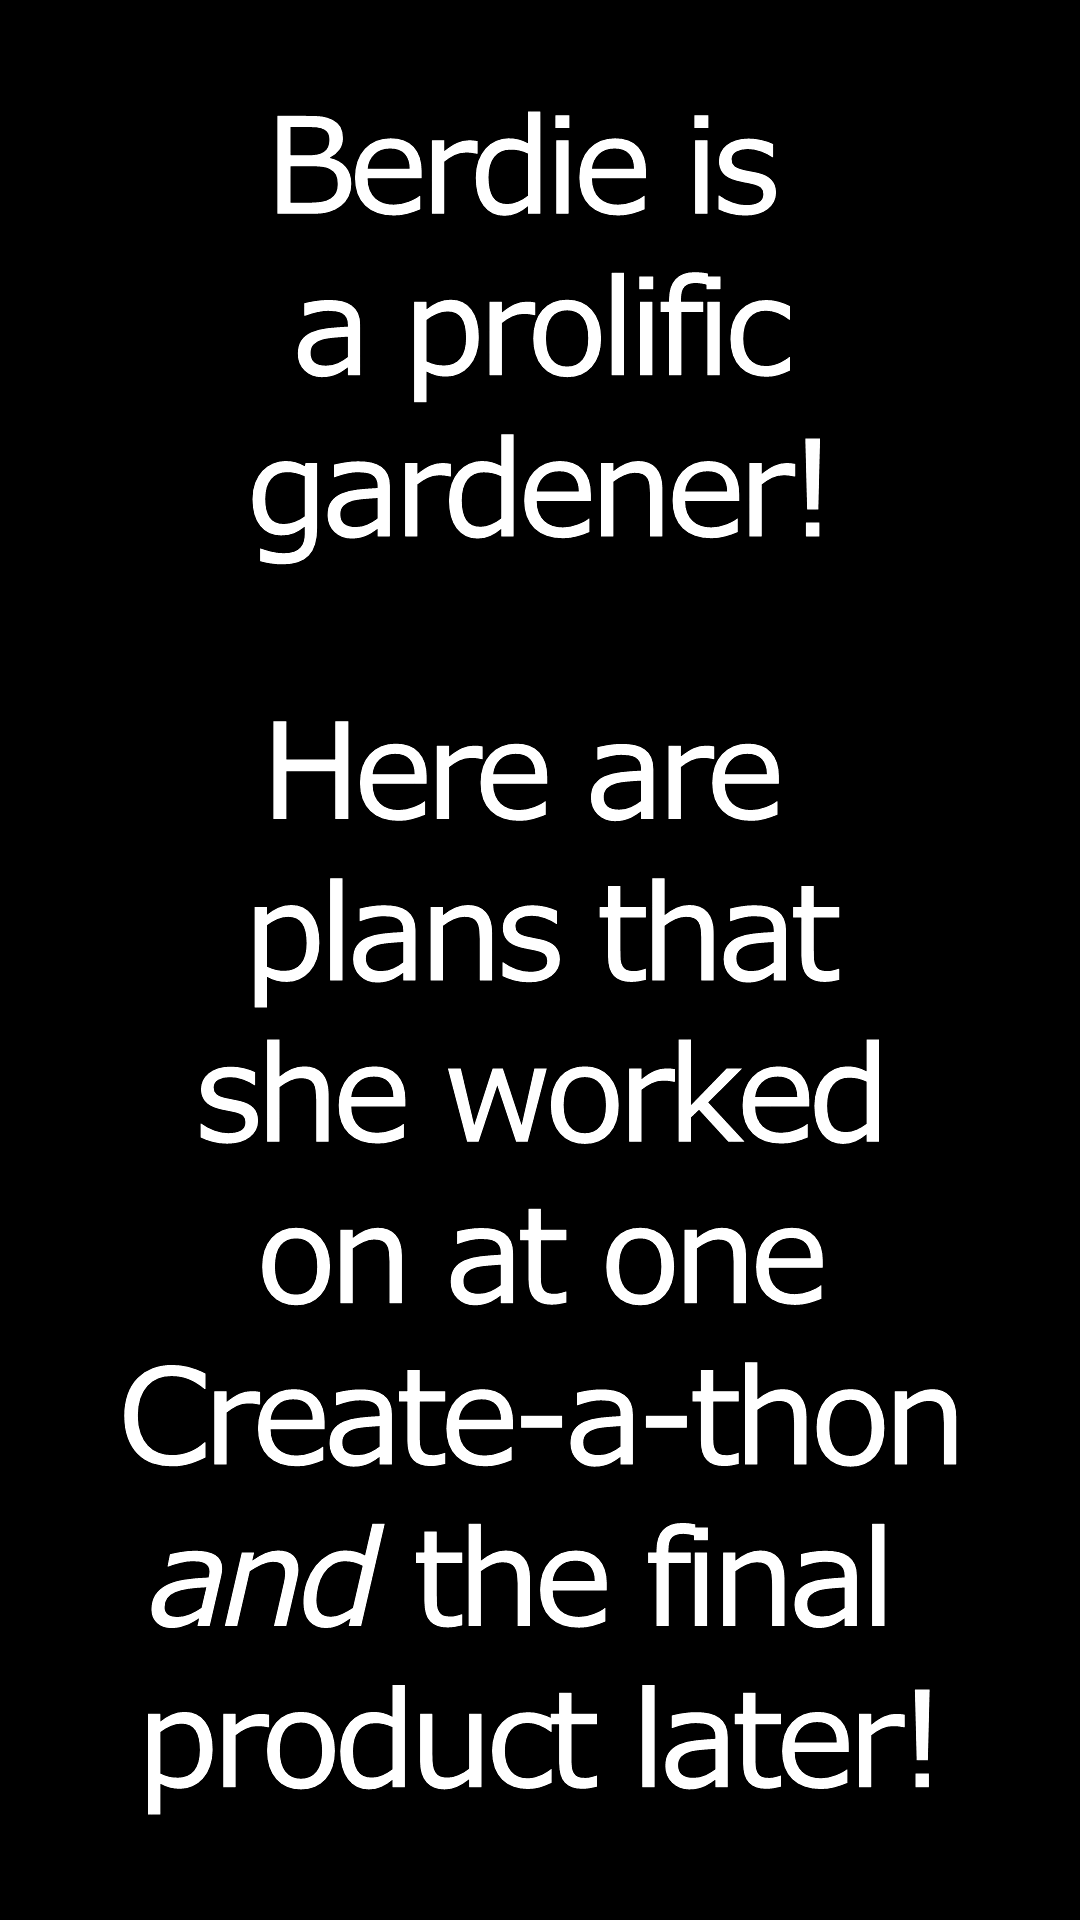 Berdie is
a prolific
gardener!
Here are
plans that
she worked
on at one
Create-a-thon
and the final
product later!